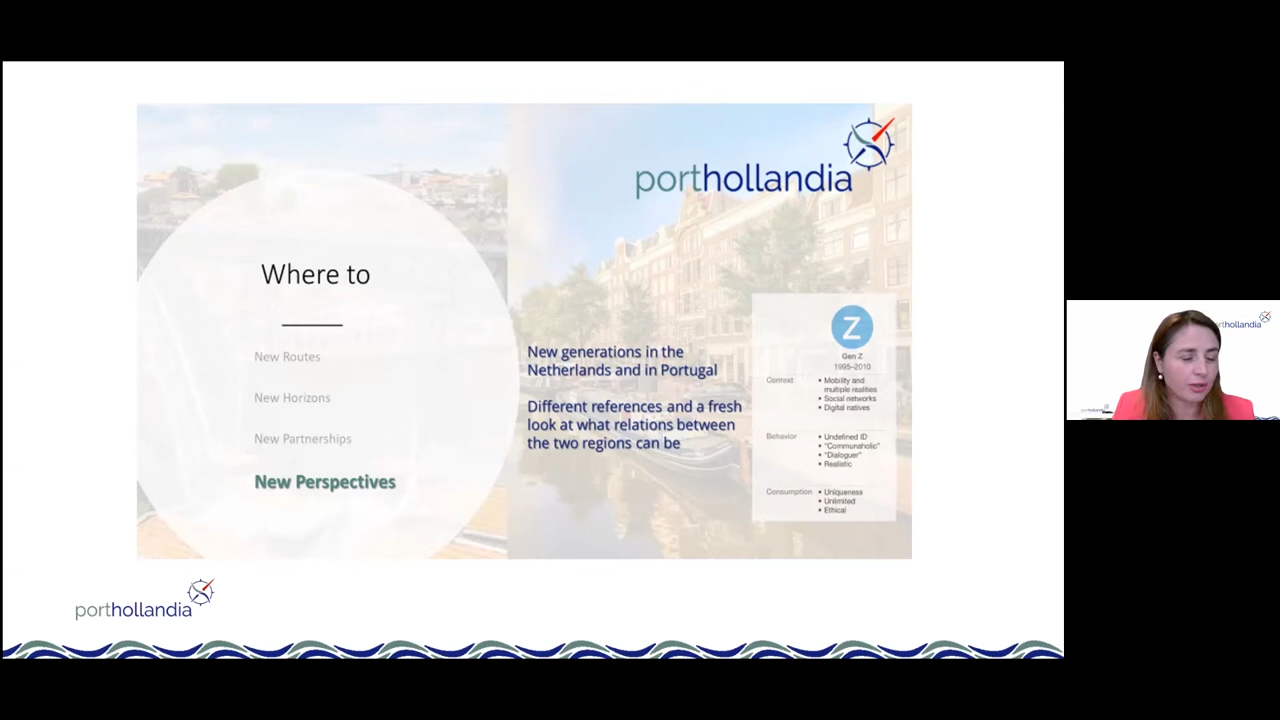 porthollandia
Where to
New Routes
New Horizons
New Partnerships
New Perspectives
New generations in the
Netherlands and in Portugal
Different references and a fresh
look at what relations between
the two regions can be
Z
Gen Z
1995–2010
Context
• Mobility and
multiple realities
• Social networks
• Digital natives
Behavior
• Undefined ID
• "Communaholic"
• "Dialoguer"
• Realistic
Consumption
• Uniqueness
• Unlimited
• Ethical
porthollandia
rthollandia